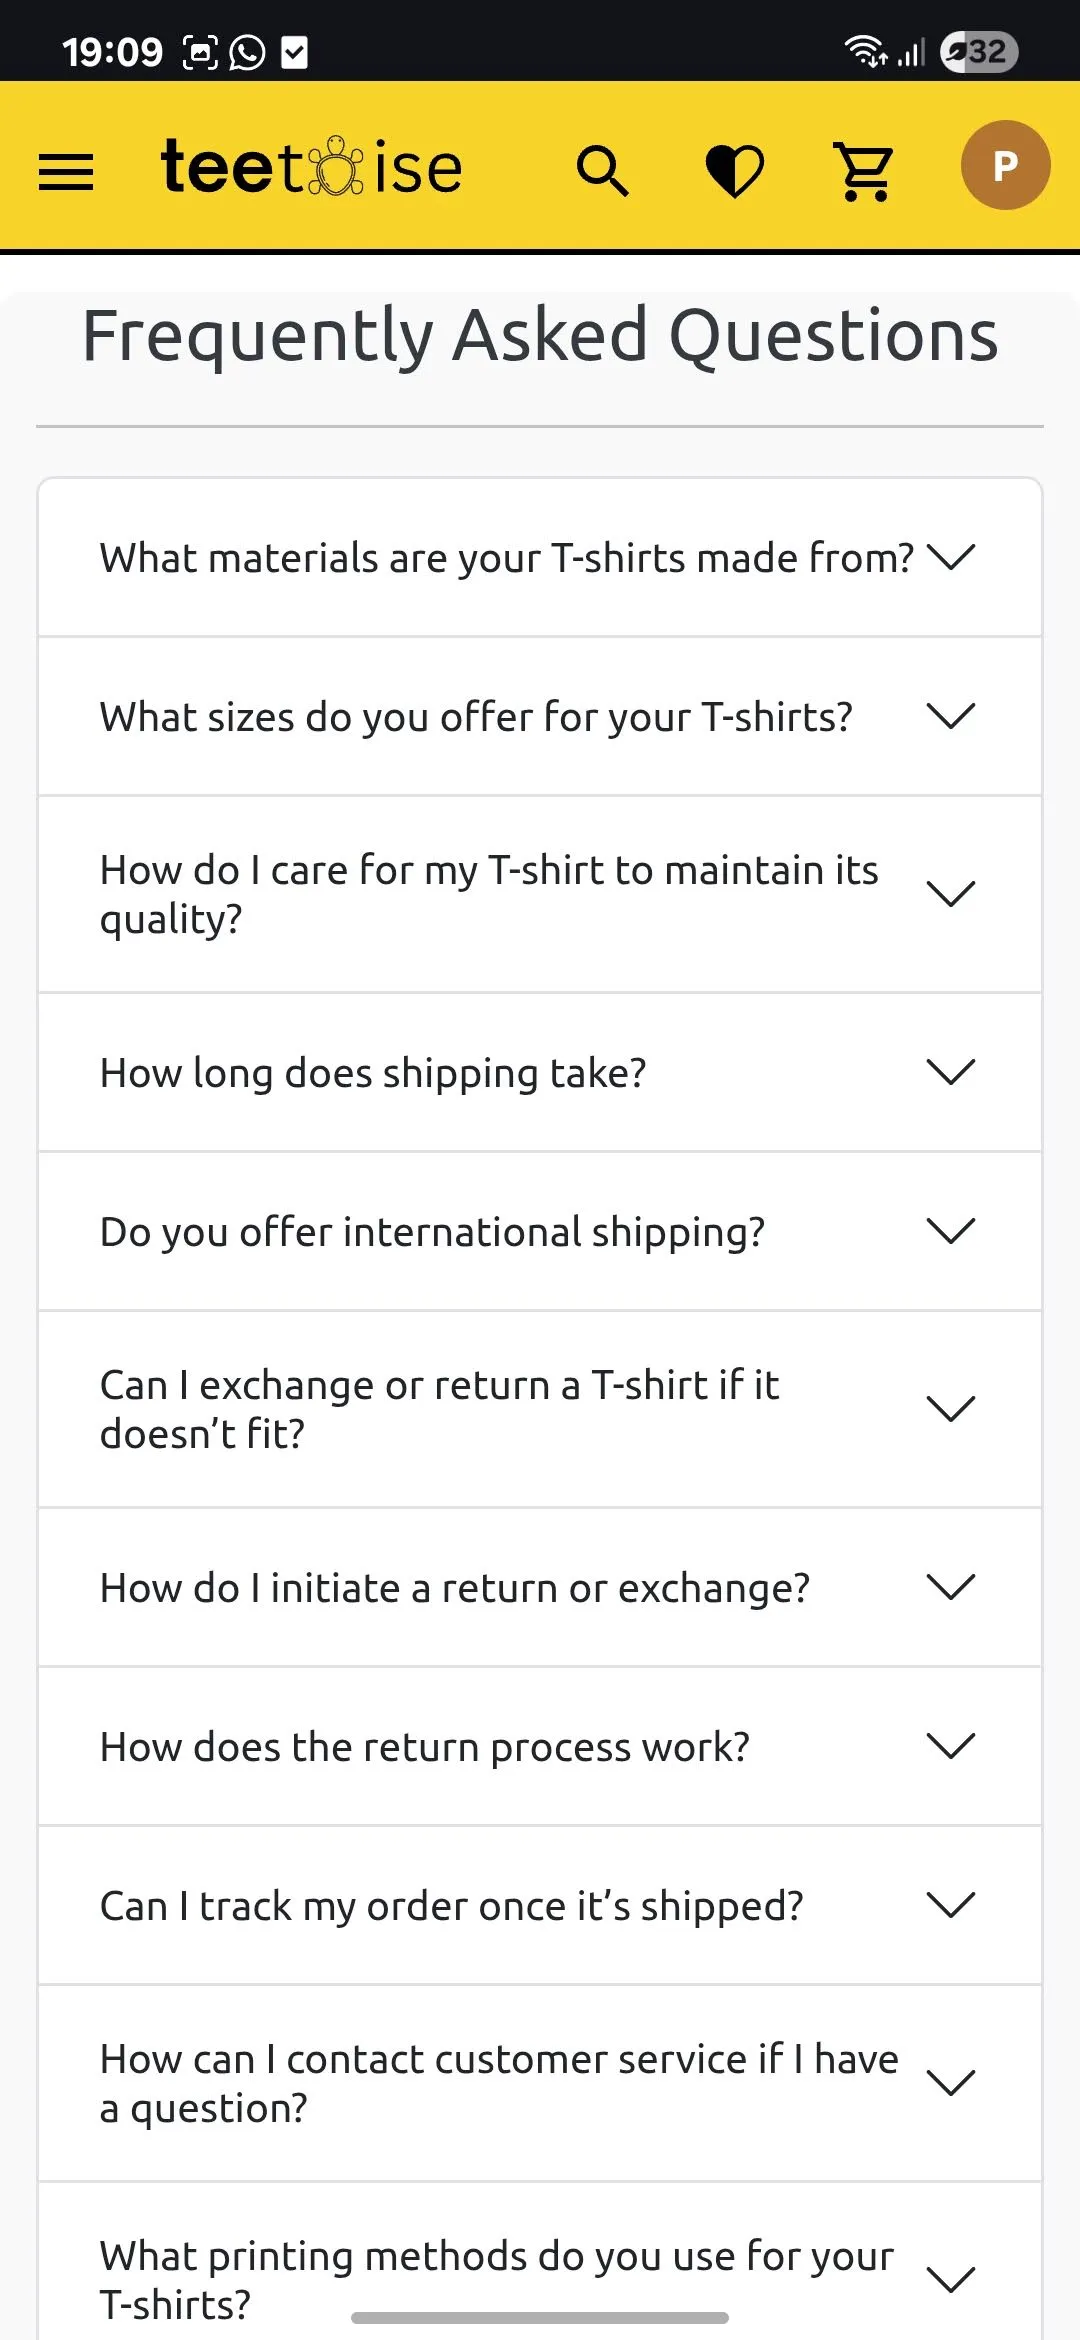 19:09
32
teetoise
P
Frequently Asked Questions
What materials are your T-shirts made from?
What sizes do you offer for your T-shirts?
How do I care for my T-shirt to maintain its
quality?
How long does shipping take?
Do you offer international shipping?
Can I exchange or return a T-shirt if it
doesn’t fit?
How do I initiate a return or exchange?
How does the return process work?
Can I track my order once it’s shipped?
How can I contact customer service if I have
a question?
What printing methods do you use for your
T-shirts?